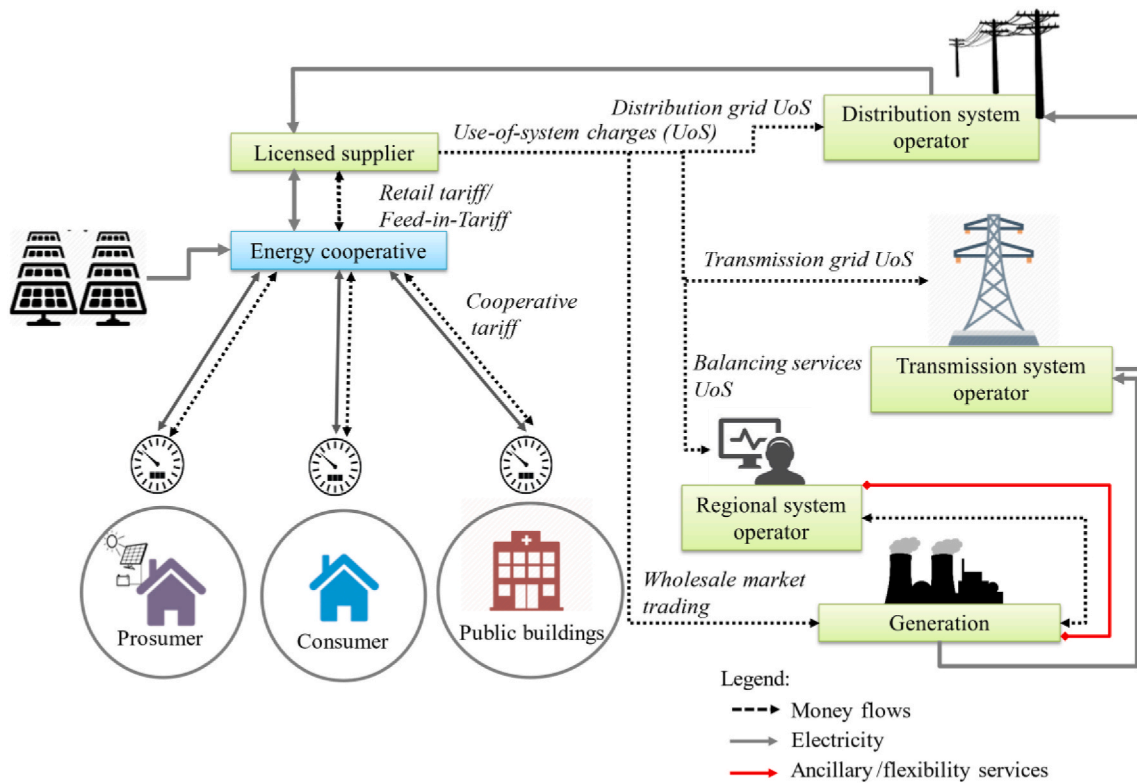 Distribution grid UoS
Distribution system
operator
Use-of-system charges (UoS)
Licensed supplier
Retail tariff/
Feed-in-Tariff
Energy cooperative
Transmission grid UoS
Cooperative
tariff
Balancing services
UoS
Transmission system
operator
Regional system
operator
Wholesale market
trading
Generation
Prosumer
Consumer
Public buildings
Legend:
Money flows
Electricity
Ancillary/flexibility services